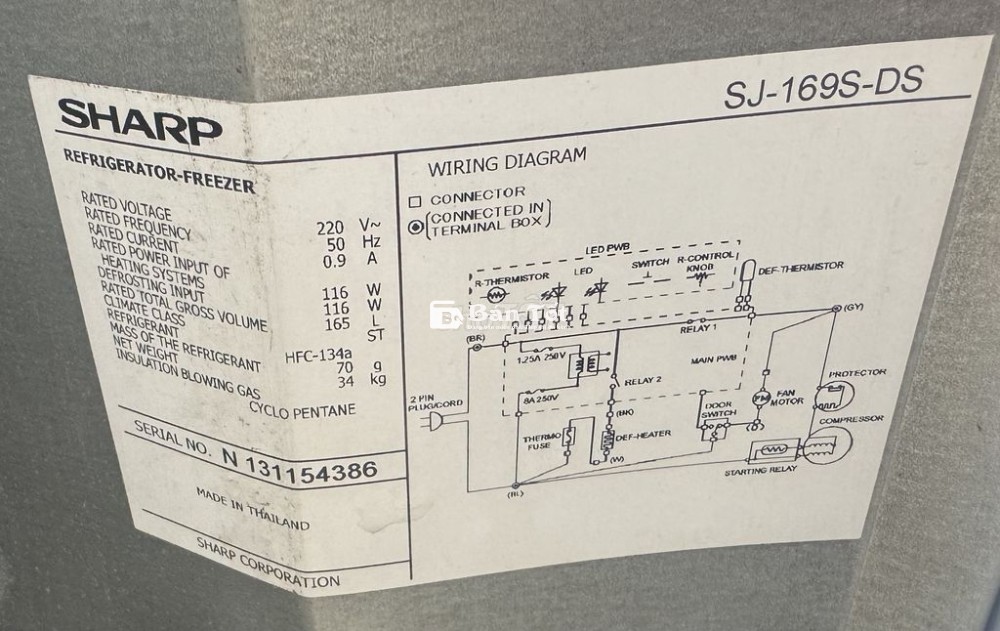 SHARP
SJ-169S-DS
REFRIGERATOR-FREEZER
RATED VOLTAGE 220 V~
RATED FREQUENCY 50 Hz
RATED CURRENT 0.9 A
RATED POWER INPUT OF
HEATING SYSTEMS 116 W
DEFROSTING INPUT 116 W
RATED TOTAL GROSS VOLUME 165 L
CLIMATE CLASS ST
REFRIGERANT HFC-134a
MASS OF THE REFRIGERANT 70 g
NET WEIGHT 34 kg
INSULATION BLOWING GAS CYCLO PENTANE
SERIAL NO. N 131154386
MADE IN THAILAND
SHARP CORPORATION
WIRING DIAGRAM
CONNECTOR
(CONNECTED IN
TERMINAL BOX)
LED PWB
R-THERMISTOR
LED
SWITCH
R-CONTROL
KNOB
DEF-THERMISTOR
(GY)
RELAY 1
(BR)
1.25A 250V
MAIN PWB
RELAY 2
8A 250V
2 PIN
PLUG/CORD
(BK)
DOOR
SWITCH
FM
FAN
MOTOR
PROTECTOR
COMPRESSOR
THERMO
FUSE
DEF-HEATER
(W)
STARTING RELAY
(BL)